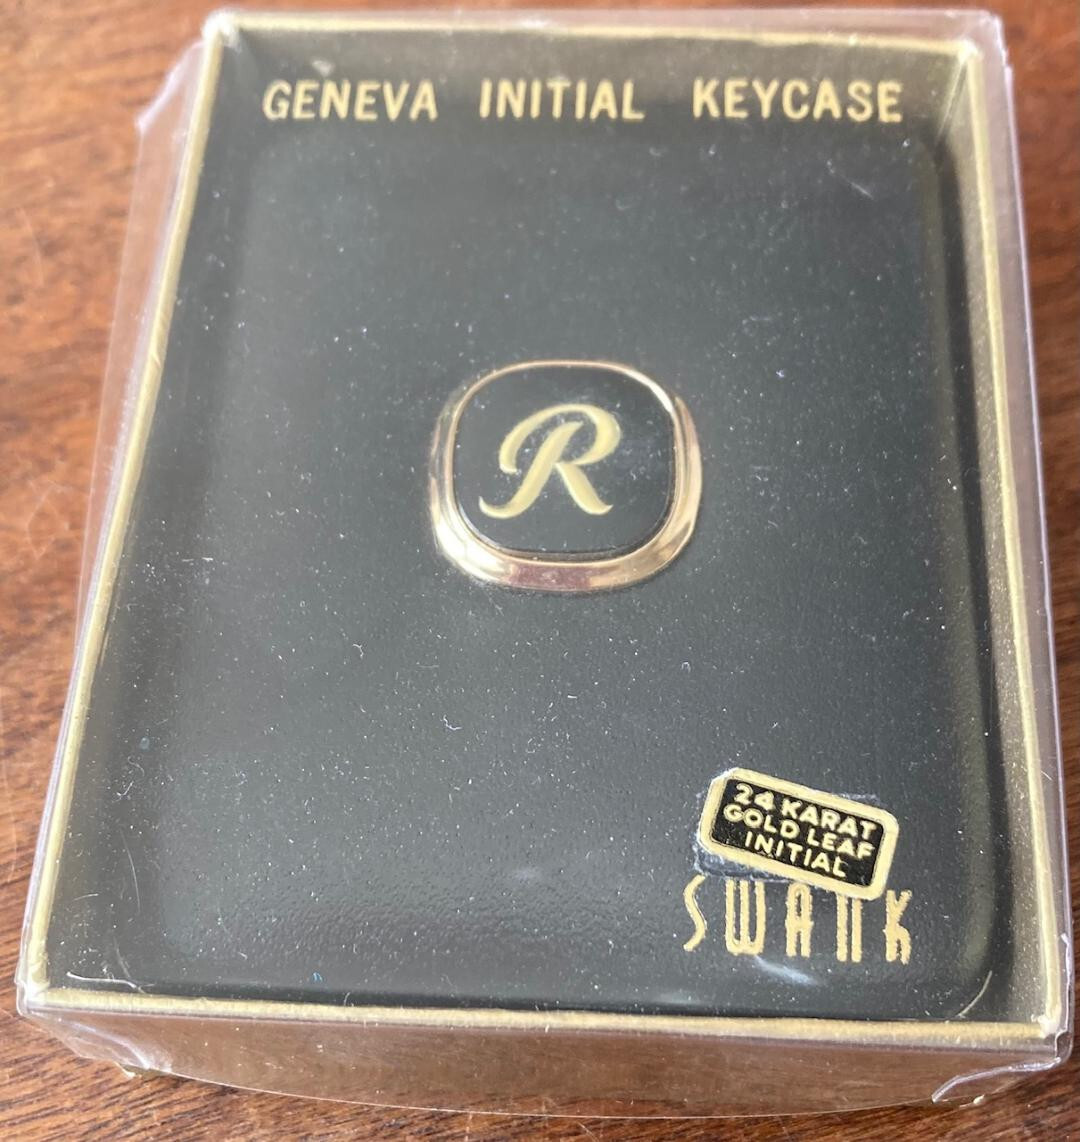 GENEVA INITIAL KEYCASE
R
24 KARAT
GOLD LEAF
INITIAL
SWANK